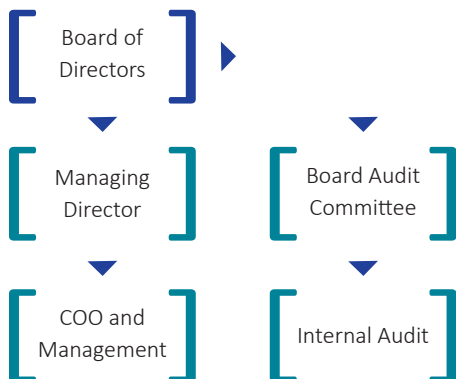 Board of
Directors
Managing
Director
Board Audit
Committee
COO and
Management
Internal Audit